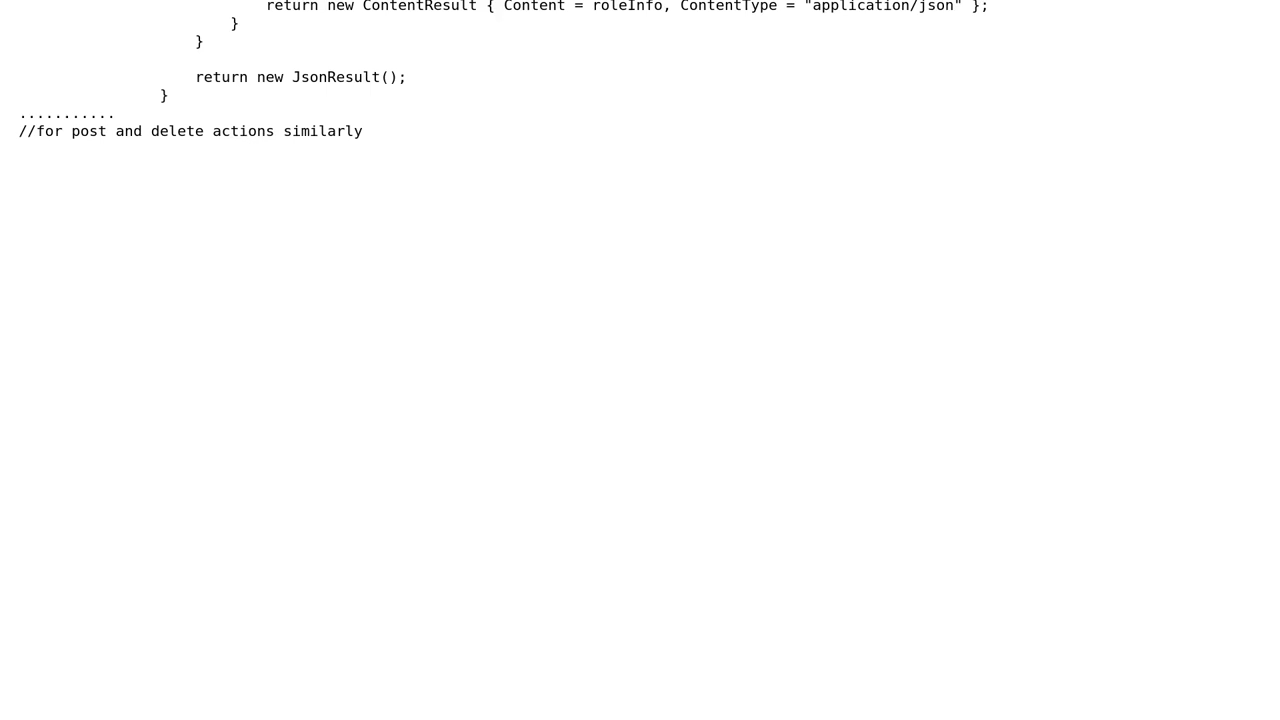 return new ContentResult { Content = roleInfo, ContentType = "application/json" };
}
}
return new JsonResult();
}
...........
//for post and delete actions similarly